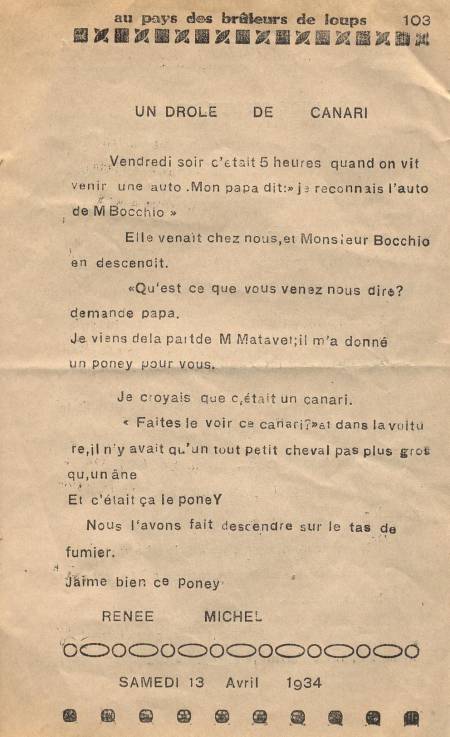 au pays des brûleurs de loups 103
UN DROLE DE CANARI
Vendredi soir c'etait 5 heures quand on vit
venir une auto .Mon papa dit:» je reconnais l'auto
de M Bocchio »
Elle venait chez nous,et Monsieur Bocchio
en descendait.
«Qu'est ce que vous venez nous dire?
demande papa.
Je viens dela partde M Matavet;il m'a donné
un poney pour vous.
Je croyais que c,était un canari.
« Faites le voir ce canari?»et dans la voitu
re,il n'y avait qu'un tout petit cheval pas plus gros
qu,un âne
Et c'était ça le poneY
Nous l'avons fait descendre sur le tas de
fumier.
Jaime bien ce poney
RENEE MICHEL
SAMEDI 13 Avril 1934